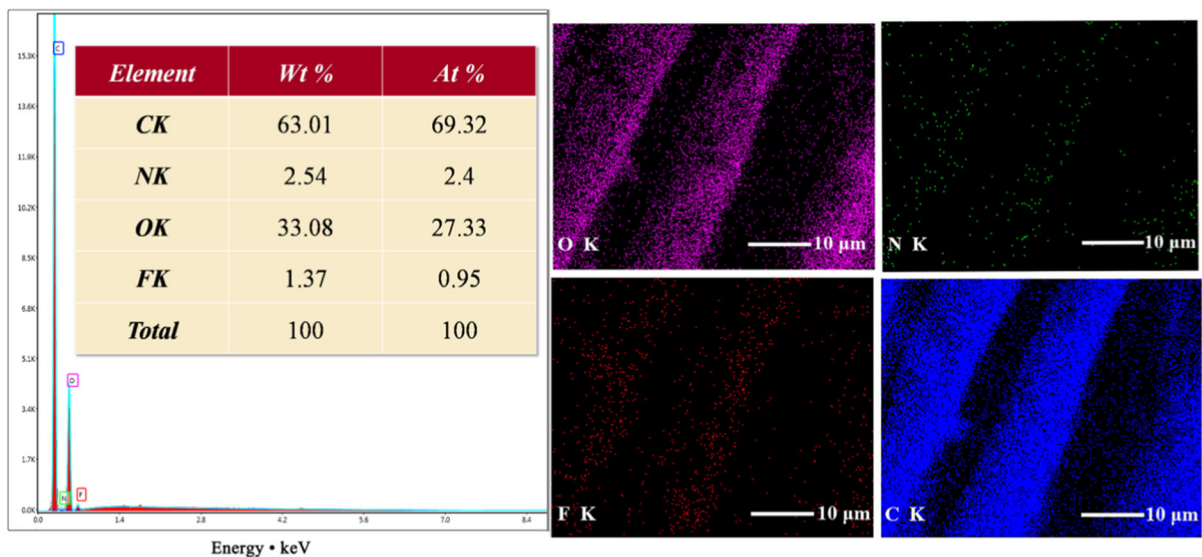 15.3K
13.6K
11.9K
10.2K
8.5K
6.8K
5.1K
3.4K
1.7K
0.0K
C
O
N
F
0.0 1.4 2.8 4.2 5.6 7.0 8.4
Energy • keV
Element Wt % At %
CK 63.01 69.32
NK 2.54 2.4
OK 33.08 27.33
FK 1.37 0.95
Total 100 100
O K 10 μm
N K 10 μm
F K 10 μm
C K 10 μm